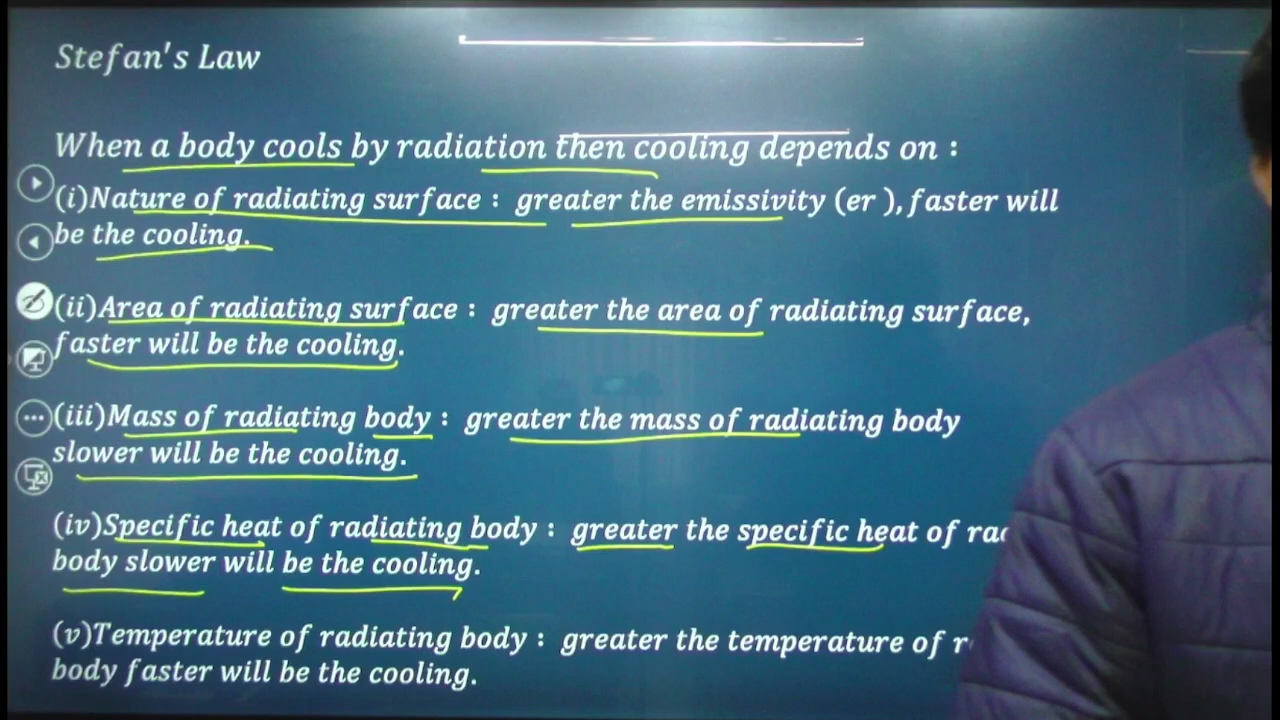 Stefan's Law
When a body cools by radiation then cooling depends on :
(i)Nature of radiating surface : greater the emissivity (er ), faster will
be the cooling.
(ii)Area of radiating surface : greater the area of radiating surface,
faster will be the cooling.
(iii)Mass of radiating body : greater the mass of radiating body
slower will be the cooling.
(iv)Specific heat of radiating body : greater the specific heat of
body slower will be the cooling.
(v)Temperature of radiating body : greater the temperature of
body faster will be the cooling.